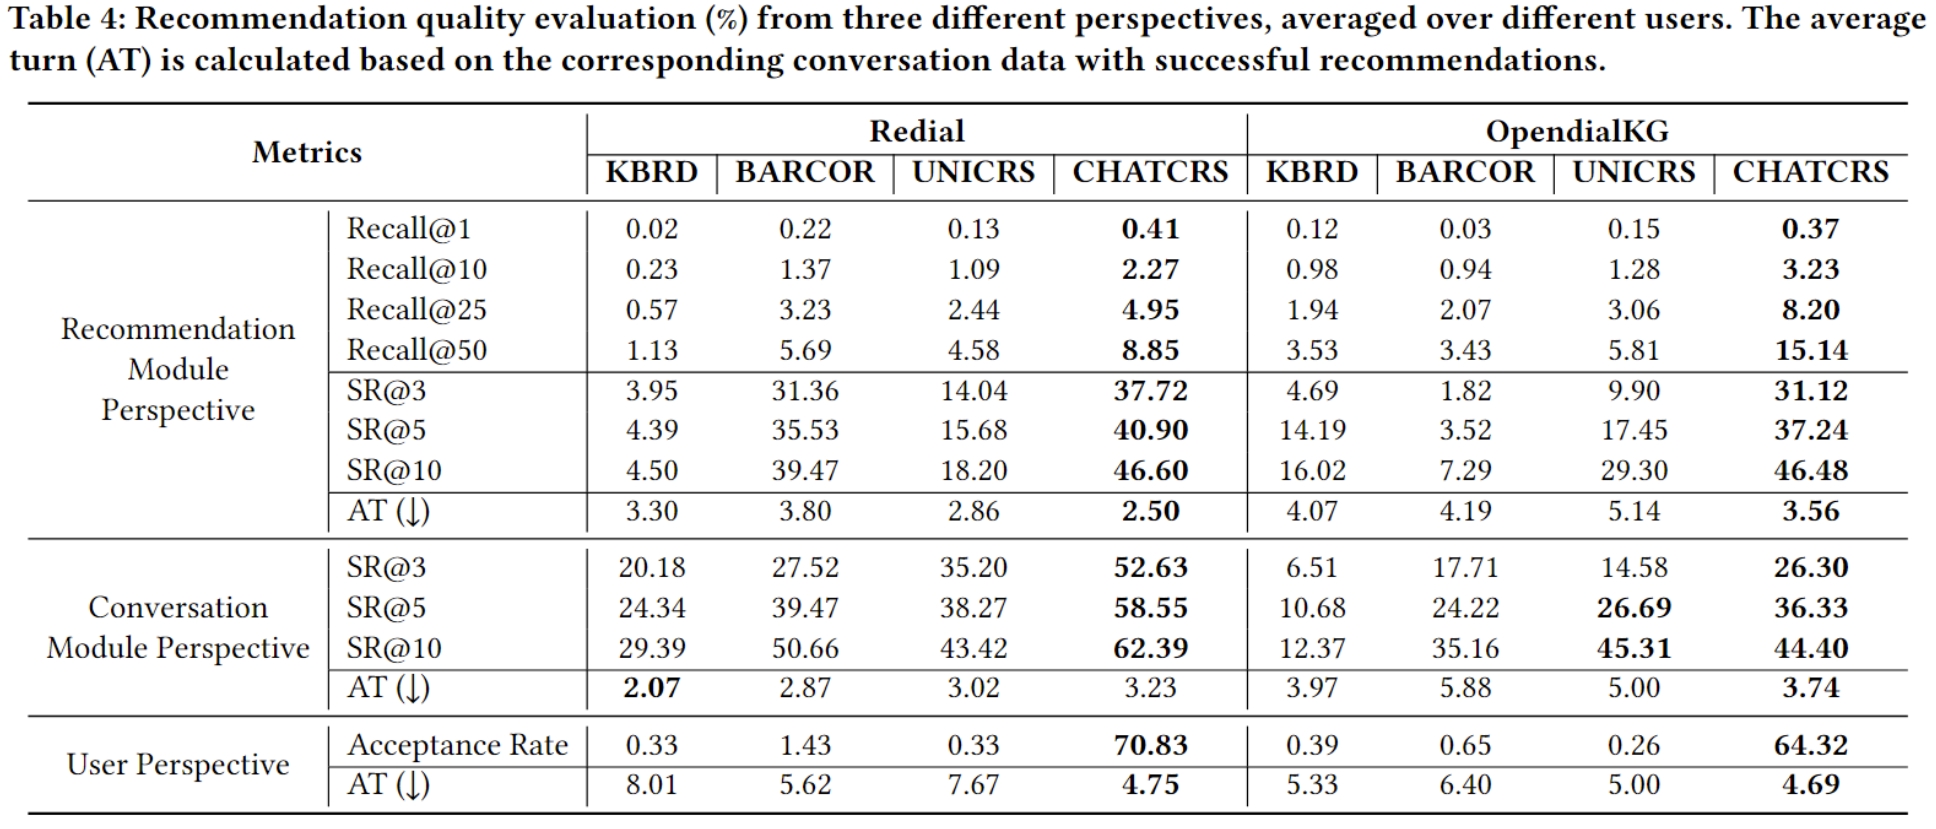 Table 4: Recommendation quality evaluation (%) from three different perspectives, averaged over different users. The average
turn (AT) is calculated based on the corresponding conversation data with successful recommendations.
Metrics Redial OpendialKG
KBRD BARCOR UNICRS CHATCRS KBRD BARCOR UNICRS CHATCRS
Recommendation
Module
Perspective
Recall@1 0.02 0.22 0.13 0.41 0.12 0.03 0.15 0.37
Recall@10 0.23 1.37 1.09 2.27 0.98 0.94 1.28 3.23
Recall@25 0.57 3.23 2.44 4.95 1.94 2.07 3.06 8.20
Recall@50 1.13 5.69 4.58 8.85 3.53 3.43 5.81 15.14
SR@3 3.95 31.36 14.04 37.72 4.69 1.82 9.90 31.12
SR@5 4.39 35.53 15.68 40.90 14.19 3.52 17.45 37.24
SR@10 4.50 39.47 18.20 46.60 16.02 7.29 29.30 46.48
AT (↓) 3.30 3.80 2.86 2.50 4.07 4.19 5.14 3.56
Conversation
Module Perspective
SR@3 20.18 27.52 35.20 52.63 6.51 17.71 14.58 26.30
SR@5 24.34 39.47 38.27 58.55 10.68 24.22 26.69 36.33
SR@10 29.39 50.66 43.42 62.39 12.37 35.16 45.31 44.40
AT (↓) 2.07 2.87 3.02 3.23 3.97 5.88 5.00 3.74
User Perspective
Acceptance Rate 0.33 1.43 0.33 70.83 0.39 0.65 0.26 64.32
AT (↓) 8.01 5.62 7.67 4.75 5.33 6.40 5.00 4.69